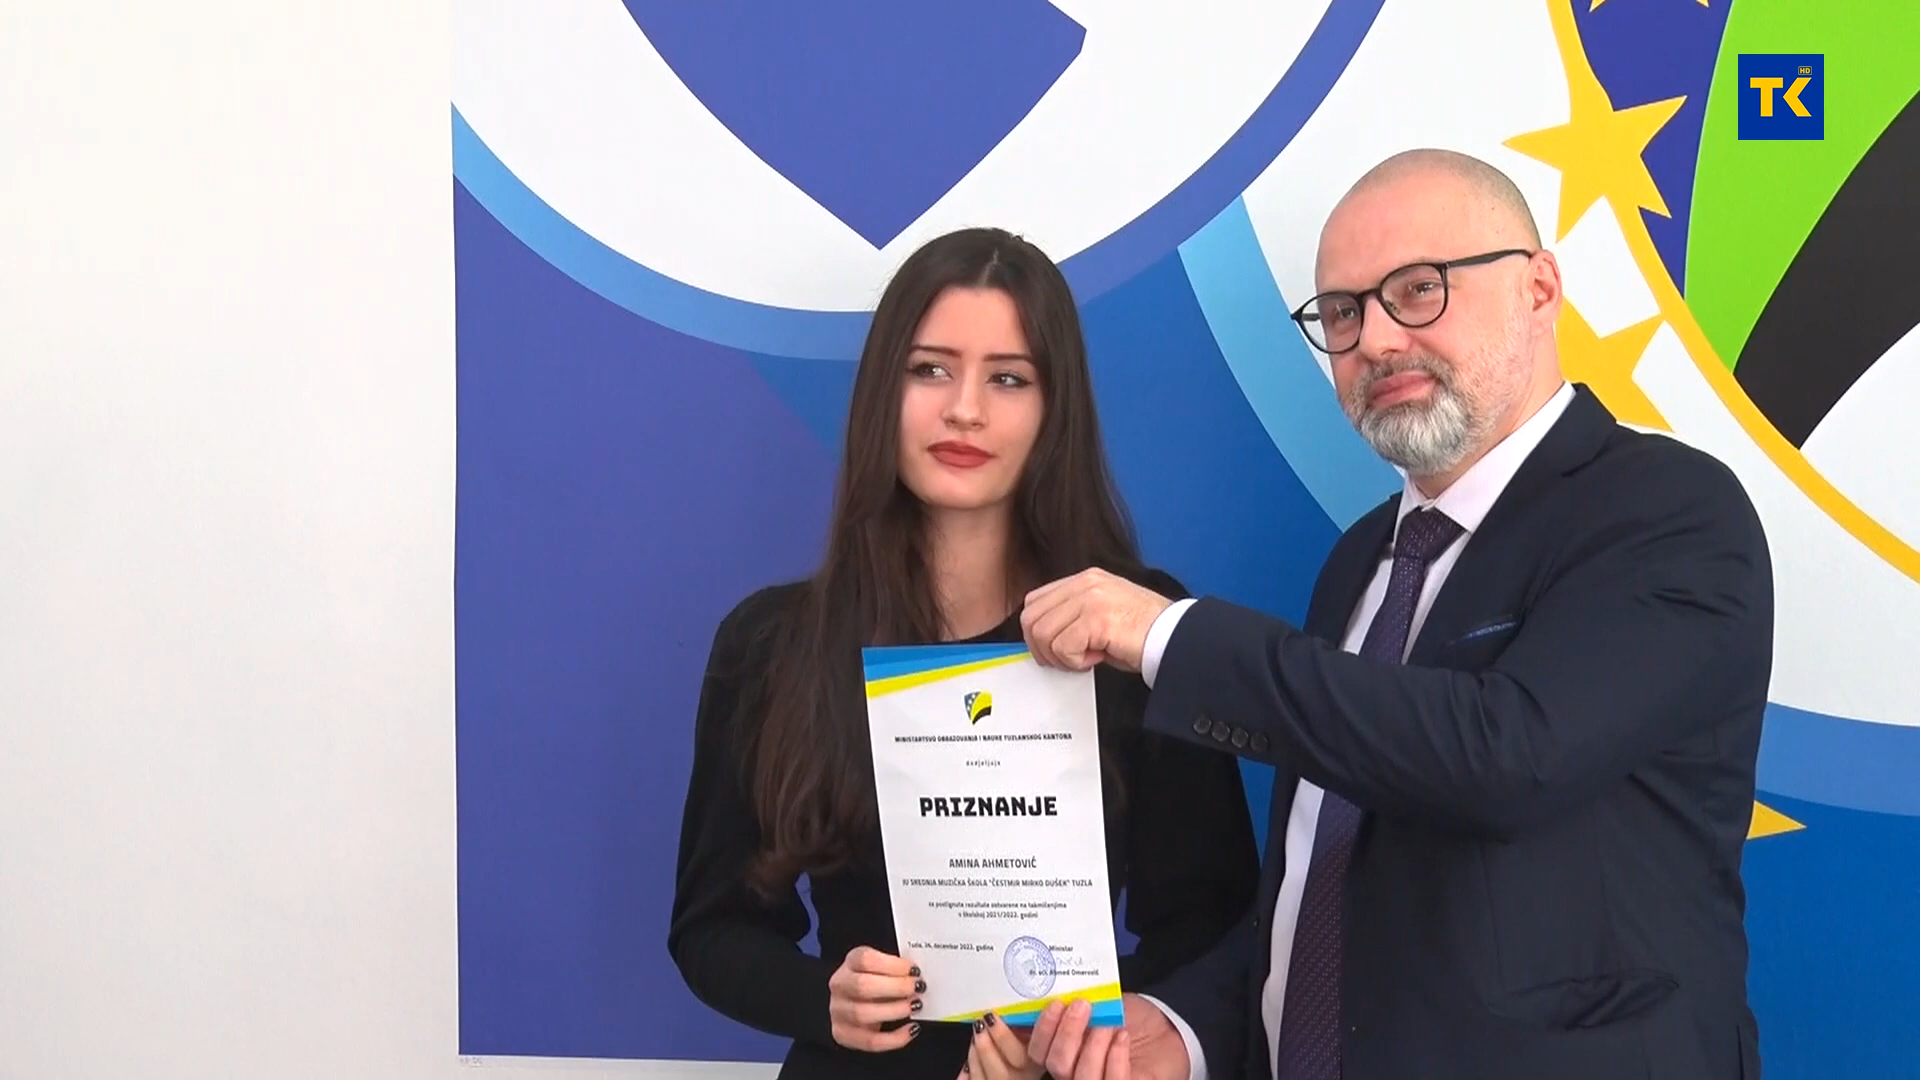 TK HD
MINISTARTSVO OBRAZOVANJA I NAUKE TUZLANSKOG KANTONA
dodjeljuje
PRIZNANJE
AMINA AHMETOVIĆ
JU SREDNJA MUZIČKA ŠKOLA "ČESTMIR MIRKO DUŠEK" TUZLA
za postignute rezultate ostvarene na takmičenjima
u školskoj 2021/2022. godini
Tuzla, 26. decembar 2022. godine
Ministar
dr. sci. Ahmed Omerović